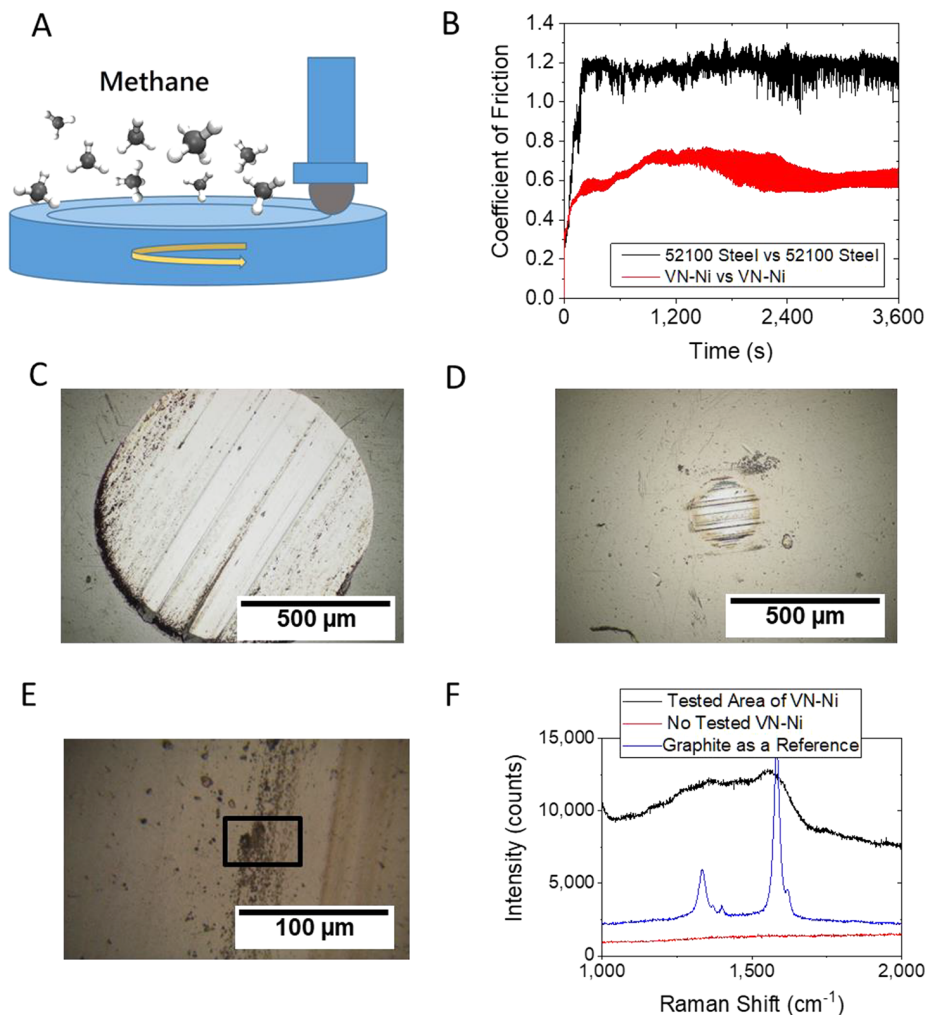 A
Methane
B
Coefficient of Friction
1.4
1.2
1.0
0.8
0.6
0.4
0.2
0.0
52100 Steel vs 52100 Steel
VN-Ni vs VN-Ni
0
1,200
2,400
3,600
Time (s)
C
500 µm
D
500 µm
E
100 µm
F
Tested Area of VN-Ni
No Tested VN-Ni
Graphite as a Reference
Intensity (counts)
15,000
10,000
5,000
0
1,000
1,500
2,000
Raman Shift (cm⁻¹)